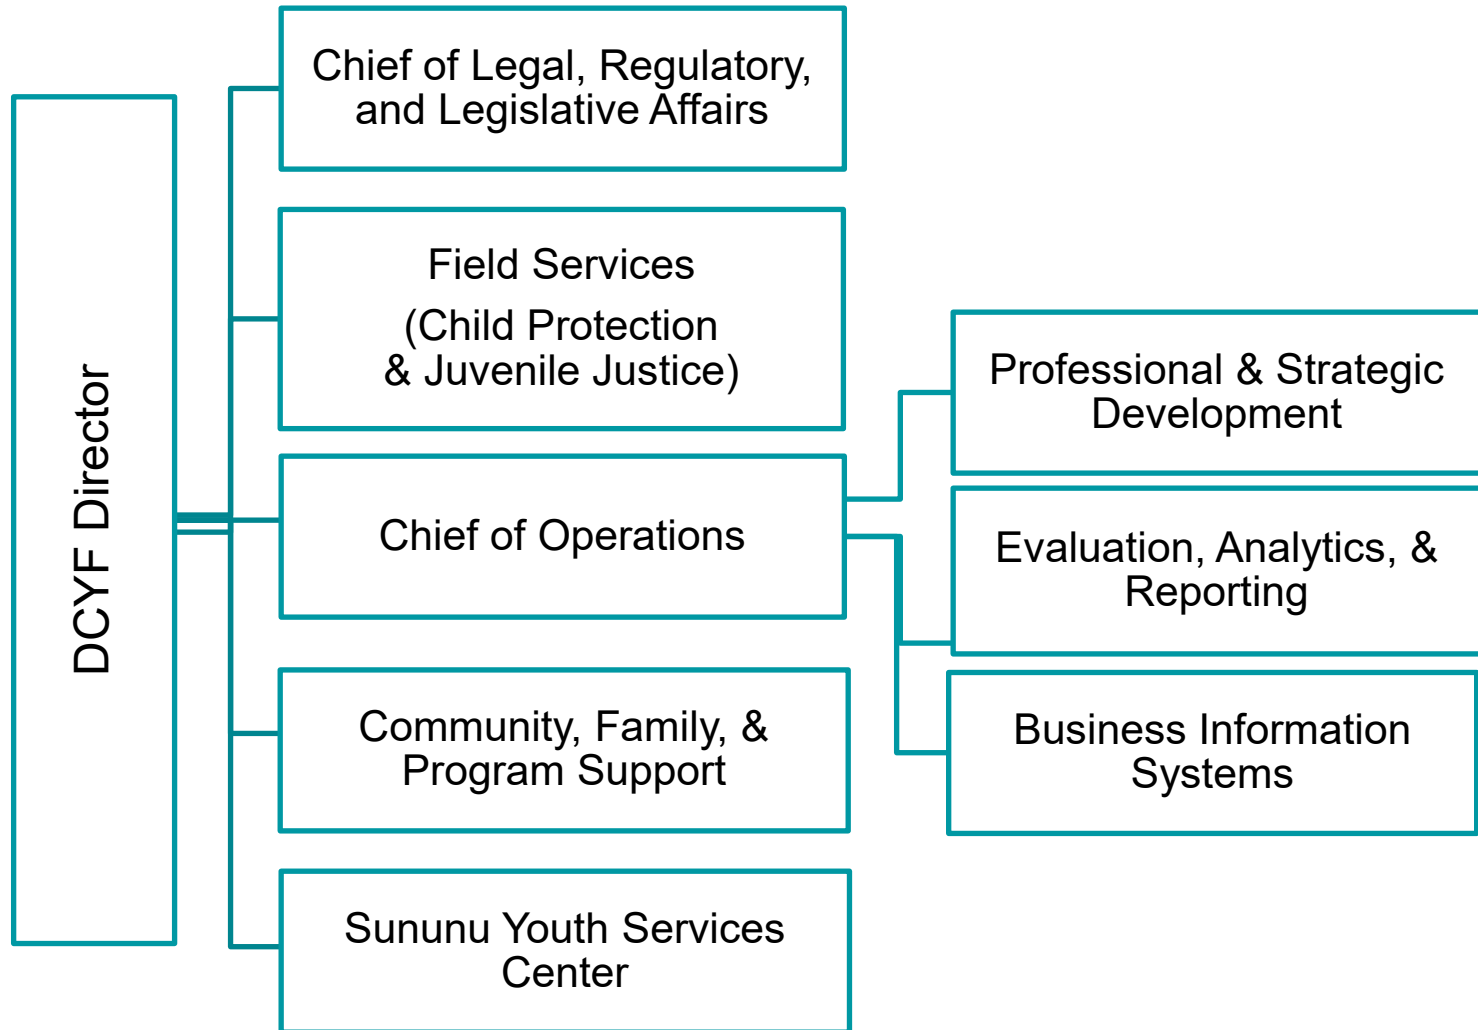 DCYF Director
Chief of Legal, Regulatory,
and Legislative Affairs
Field Services
(Child Protection
& Juvenile Justice)
Chief of Operations
Community, Family, &
Program Support
Sununu Youth Services
Center
Professional & Strategic
Development
Evaluation, Analytics, &
Reporting
Business Information
Systems